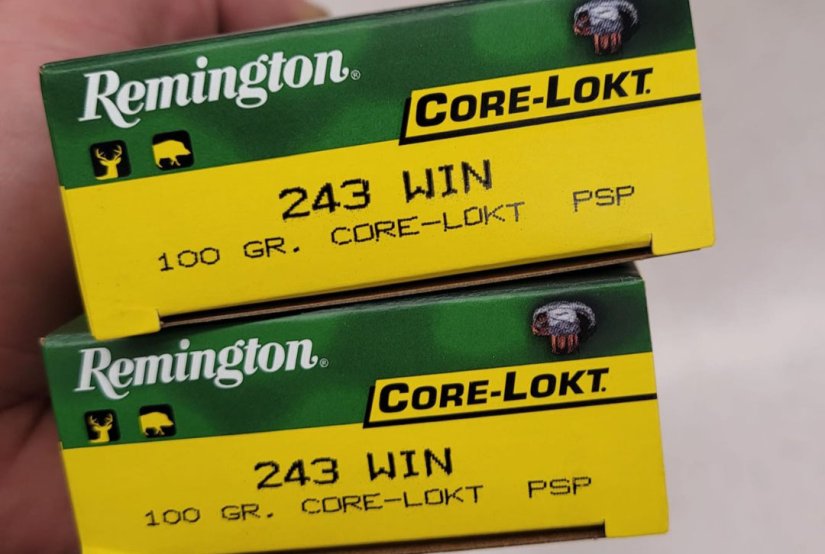 Remington®
CORE-LOKT.
243 WIN
100 GR. CORE-LOKT PSP
Remington®
CORE-LOKT.
243 WIN
100 GR. CORE-LOKT PSP